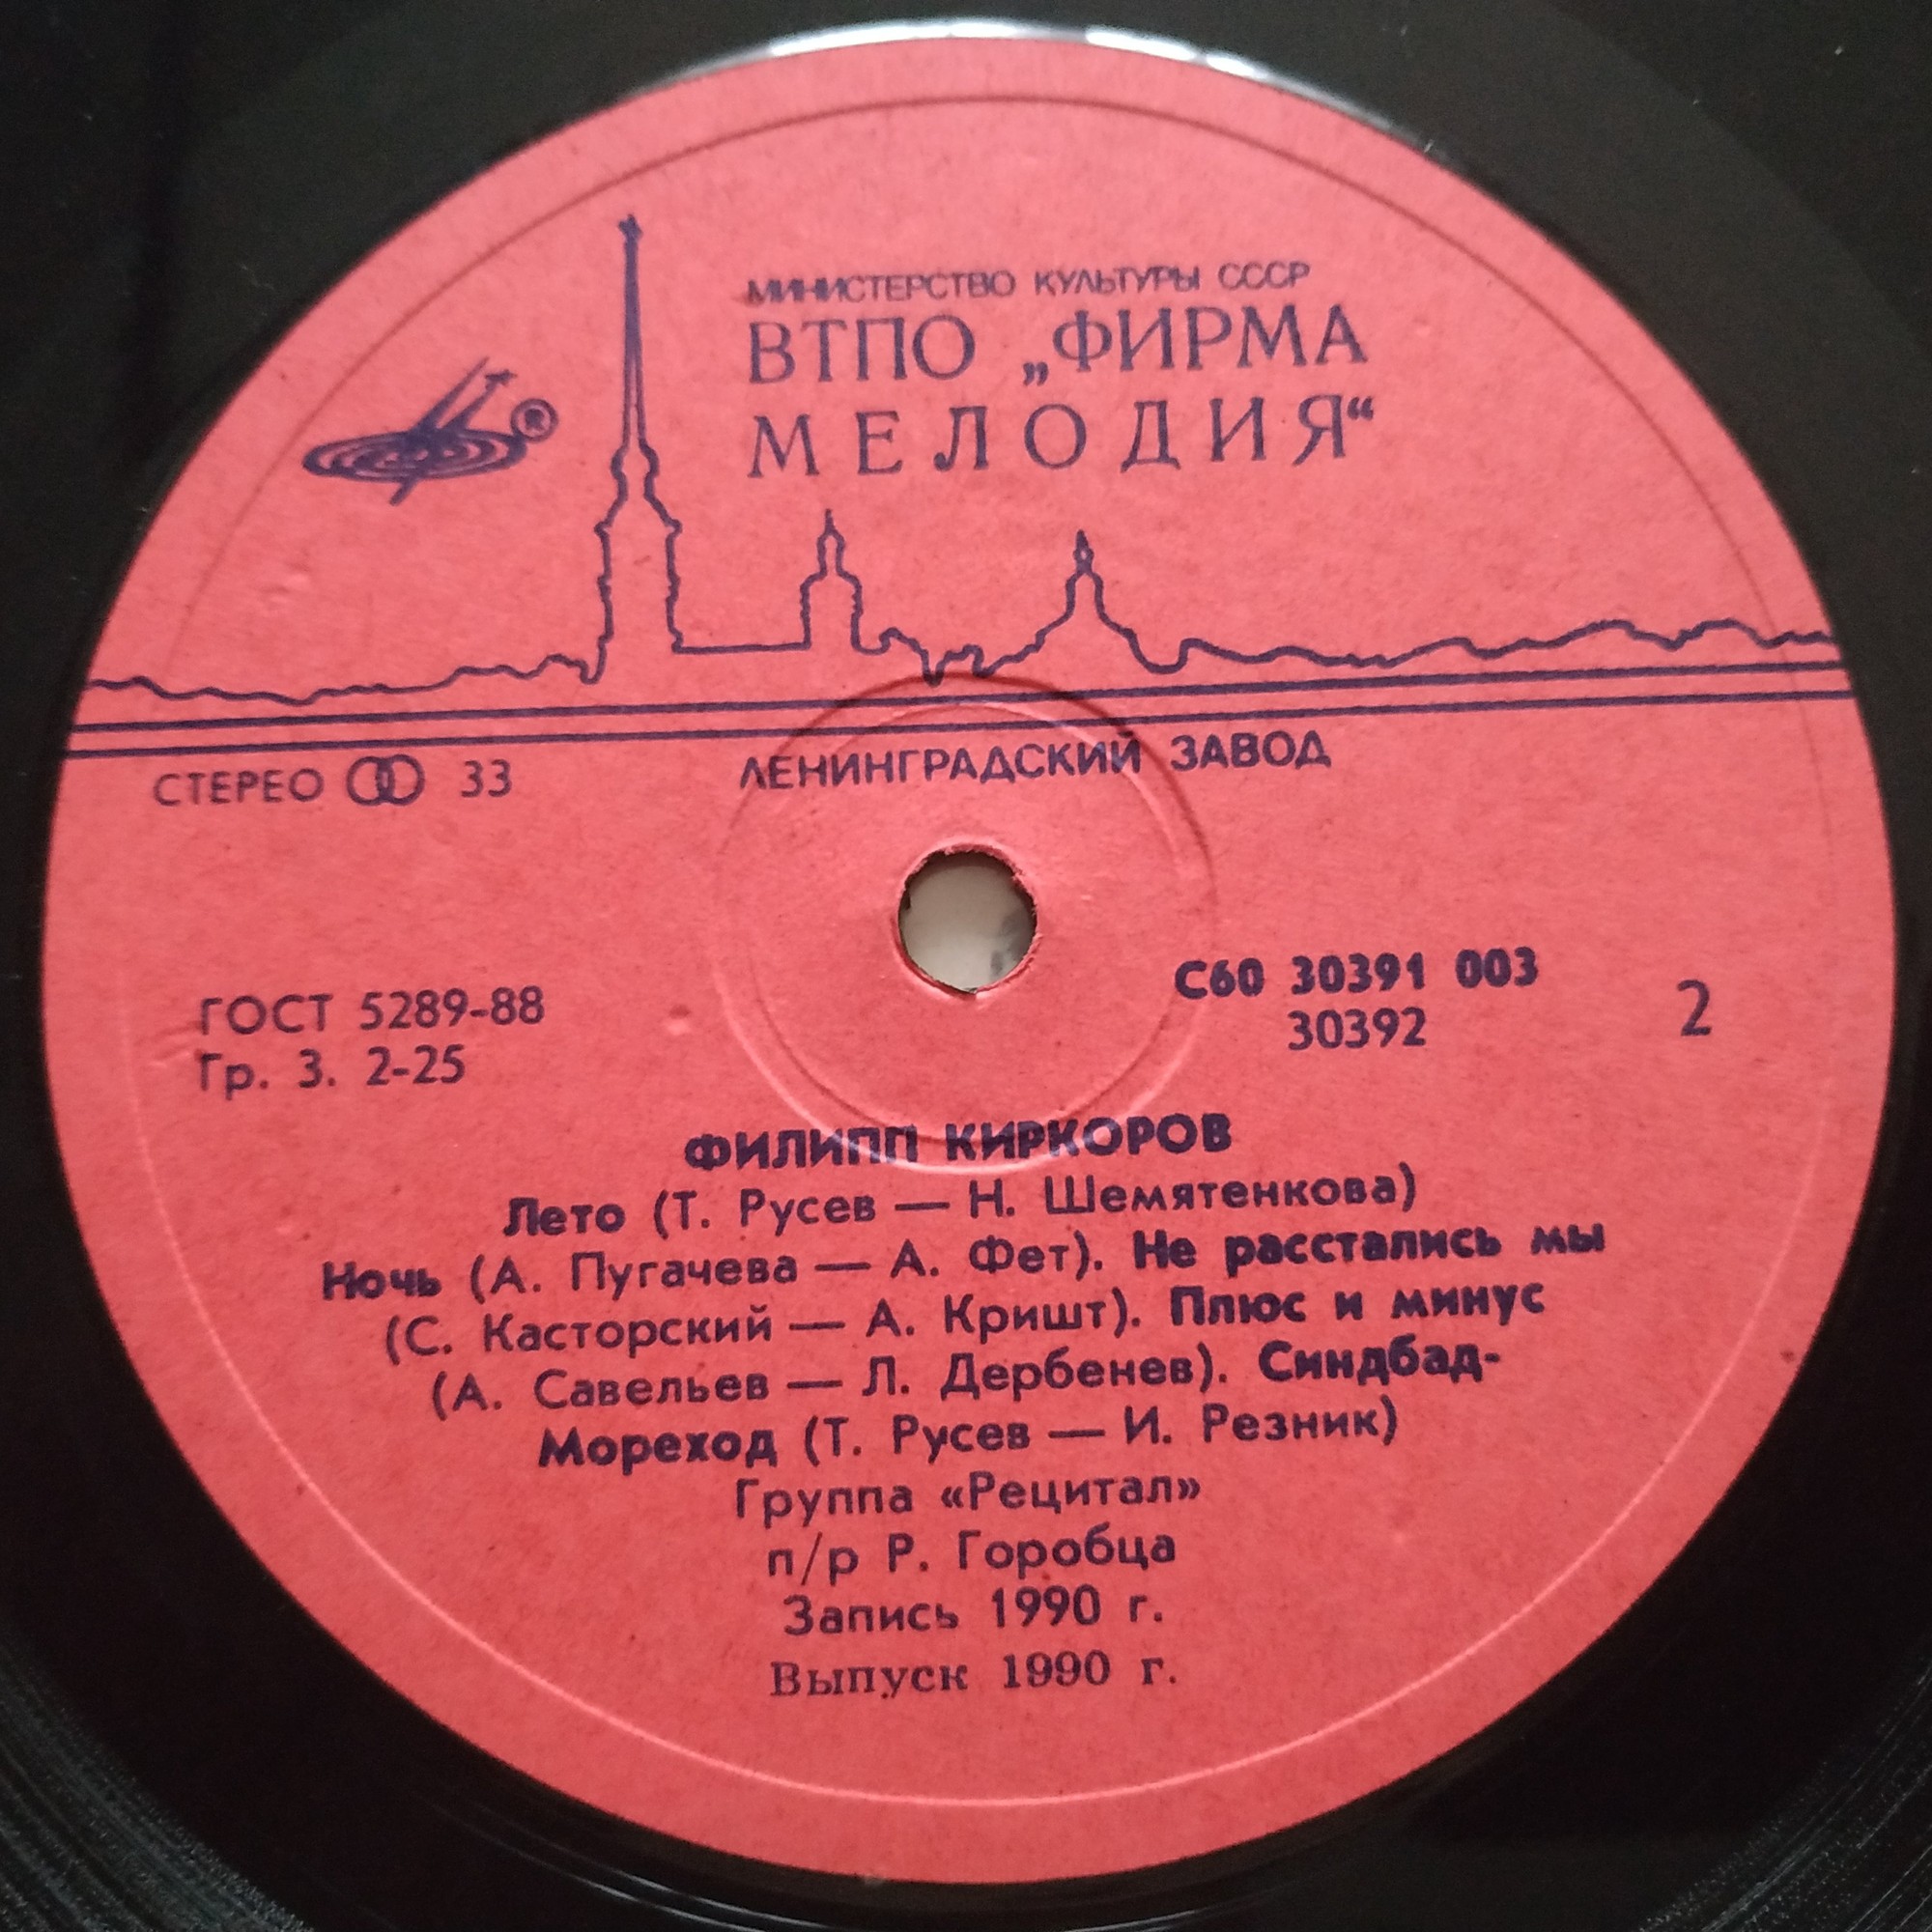 МИНИСТЕРСТВО КУЛЬТУРЫ СССР
ВТПО „ФИРМА
МЕЛОДИЯ“
®
СТЕРЕО 33
ЛЕНИНГРАДСКИЙ ЗАВОД
ГОСТ 5289-88
Гр. 3. 2-25
С60 30391 003
30392
2
ФИЛИПП КИРКОРОВ
Лето (Т. Русев — Н. Шемятенкова)
Ночь (А. Пугачева — А. Фет). Не расстались мы
(С. Касторский — А. Кришт). Плюс и минус
(А. Савельев — Л. Дербенев). Синдбад-
Мореход (Т. Русев — И. Резник)
Группа «Рецитал»
п/р Р. Горобца
Запись 1990 г.
Выпуск 1990 г.